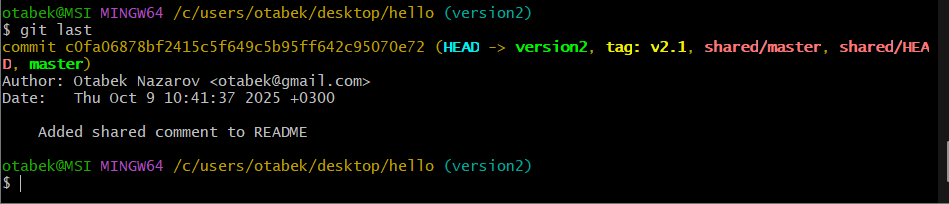 otabek@MSI MINGW64 /c/users/otabek/desktop/hello (version2)
$ git last
commit c0fa06878bf2415c5f649c5b95ff642c95070e72 (HEAD -> version2, tag: v2.1, shared/master, shared/HEA
D, master)
Author: Otabek Nazarov <otabek@gmail.com>
Date:   Thu Oct 9 10:41:37 2025 +0300
    Added shared comment to README
otabek@MSI MINGW64 /c/users/otabek/desktop/hello (version2)
$